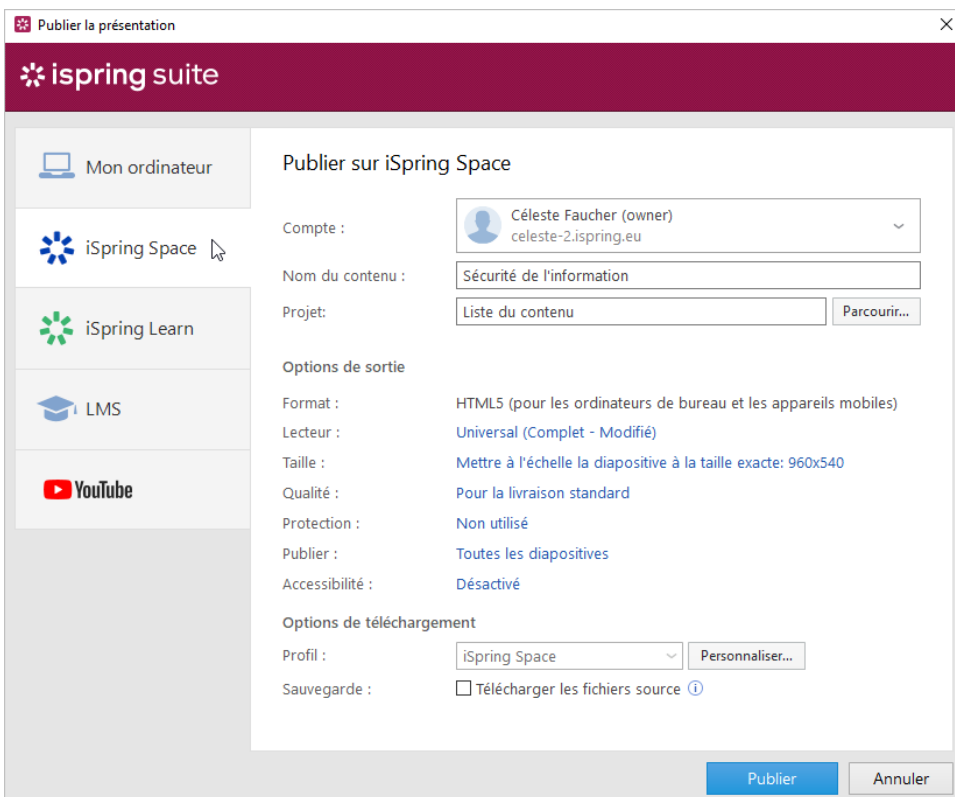 Publier la présentation
ispring suite
Mon ordinateur
iSpring Space
iSpring Learn
LMS
YouTube
Publier sur iSpring Space
Compte :
Céleste Faucher (owner)
celeste-2.ispring.eu
Nom du contenu : Sécurité de l'information
Projet: Liste du contenu Parcourir...
Options de sortie
Format : HTML5 (pour les ordinateurs de bureau et les appareils mobiles)
Lecteur : Universal (Complet - Modifié)
Taille : Mettre à l'échelle la diapositive à la taille exacte: 960x540
Qualité : Pour la livraison standard
Protection : Non utilisé
Publier : Toutes les diapositives
Accessibilité : Désactivé
Options de téléchargement
Profil : iSpring Space Personnaliser...
Sauvegarde : Télécharger les fichiers source
Publier Annuler